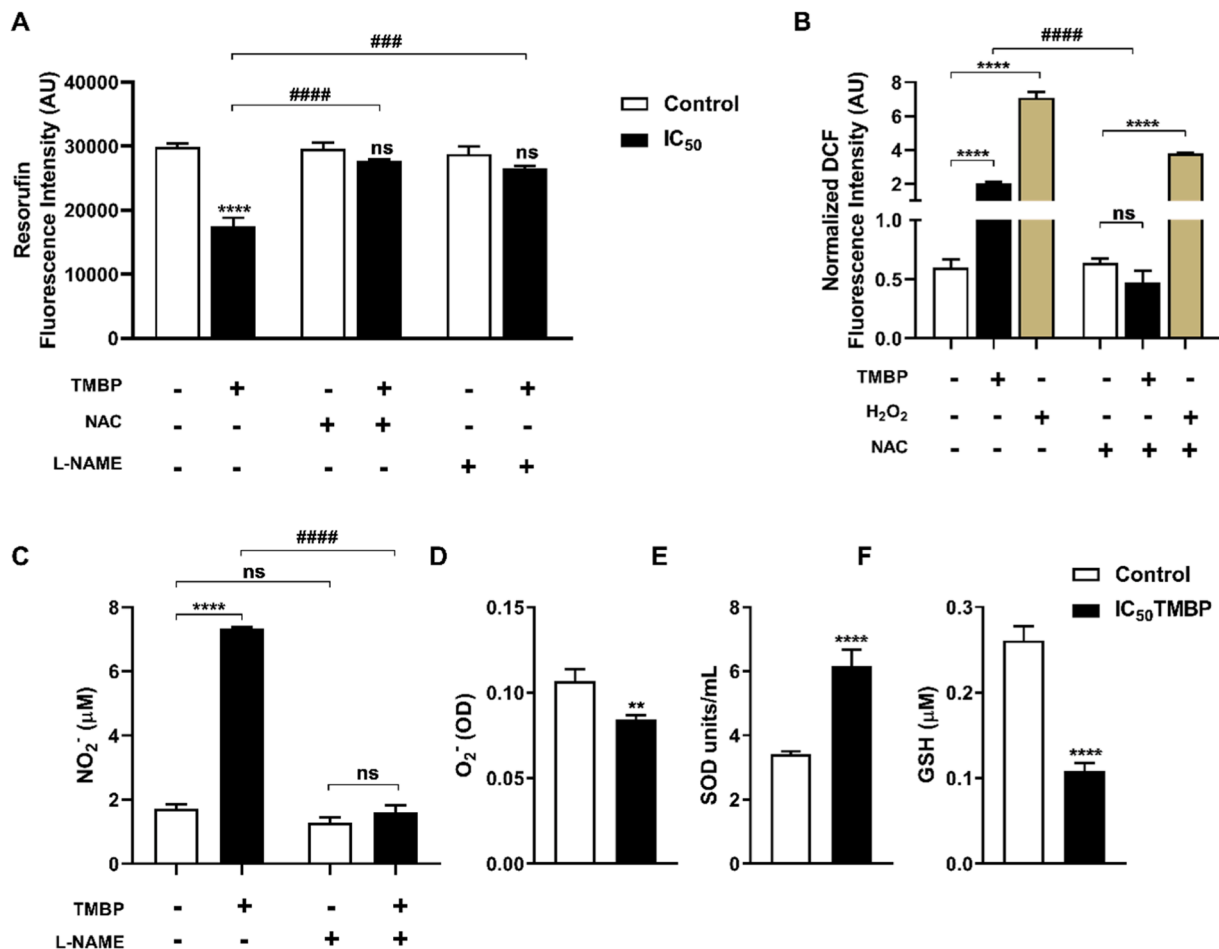 A
###
####
40000
30000
20000
10000
0
Resorufin
Fluorescence Intensity (AU)
****
ns
ns
Control
IC₅₀
TMBP - + - + - +
NAC - - + + - -
L-NAME - - - - + +
B
####
****
****
****
ns
8
6
4
2
1.0
0.5
0.0
Normalized DCF
Fluorescence Intensity (AU)
TMBP - + - - + -
H₂O₂ - - + - - +
NAC - - - + + +
C
####
ns
****
ns
8
6
4
2
0
NO₂⁻ (μM)
TMBP - + - +
L-NAME - - + +
D
0.15
0.10
0.05
0.00
O₂⁻ (OD)
**
E
8
6
4
2
0
SOD units/mL
****
F
0.3
0.2
0.1
0.0
GSH (μM)
****
Control
IC₅₀TMBP